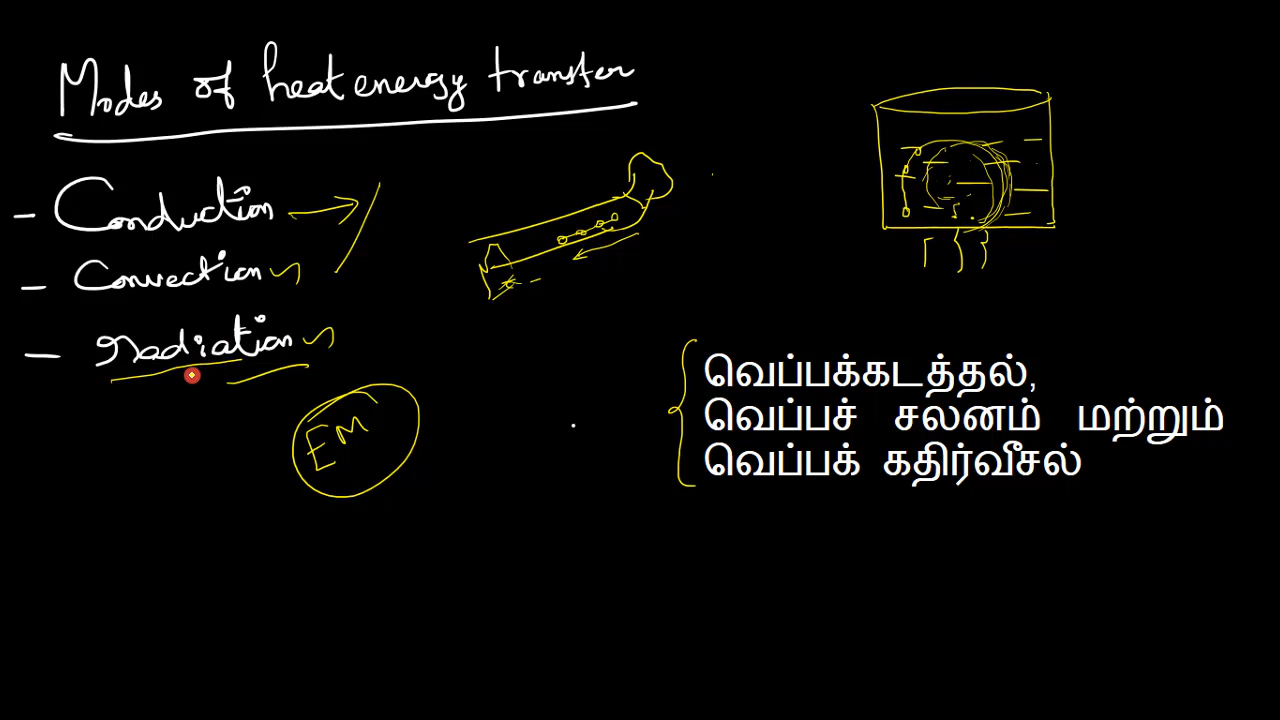 Modes of heat energy transfer
- Conduction
- Convection
- radiation
EM
வெப்பக்கடத்தல்,
வெப்பச் சலனம் மற்றும்
வெப்பக் கதிர்வீசல்